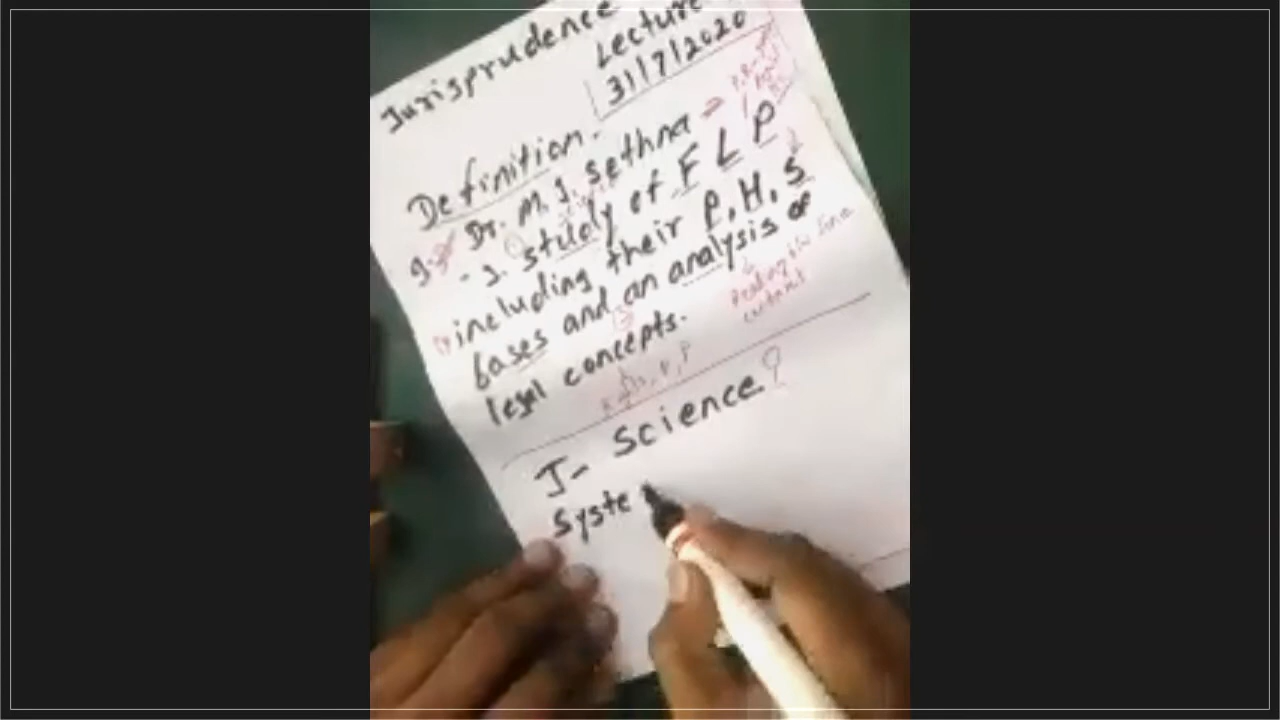 Jurisprudence
Lecture
31/7/2020
Definition.
Dr. M. J. Sethna
- J. study of F L P
including their P, H, S
bases and an analysis of
legal concepts.
J- Science?
Syste